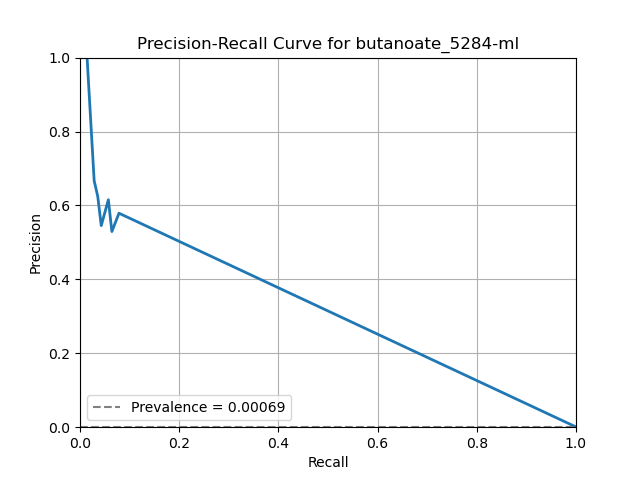 Precision-Recall Curve for butanoate_5284-ml
1.0
0.8
0.6
0.4
0.2
0.0
Precision
Prevalence = 0.00069
0.0 0.2 0.4 0.6 0.8 1.0
Recall